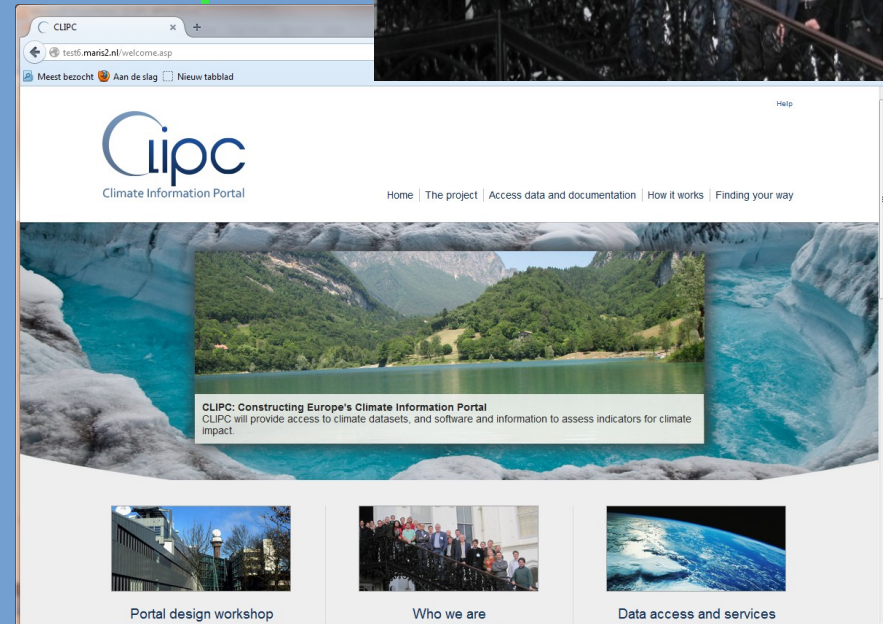 CLIPC
test6.maris2.nl/welcome.asp
Meest bezocht Aan de slag Nieuw tabblad
Help
Clipc
Climate Information Portal
Home The project Access data and documentation How it works Finding your way
CLIPC: Constructing Europe's Climate Information Portal
CLIPC will provide access to climate datasets, and software and information to assess indicators for climate
impact.
Portal design workshop Who we are Data access and services